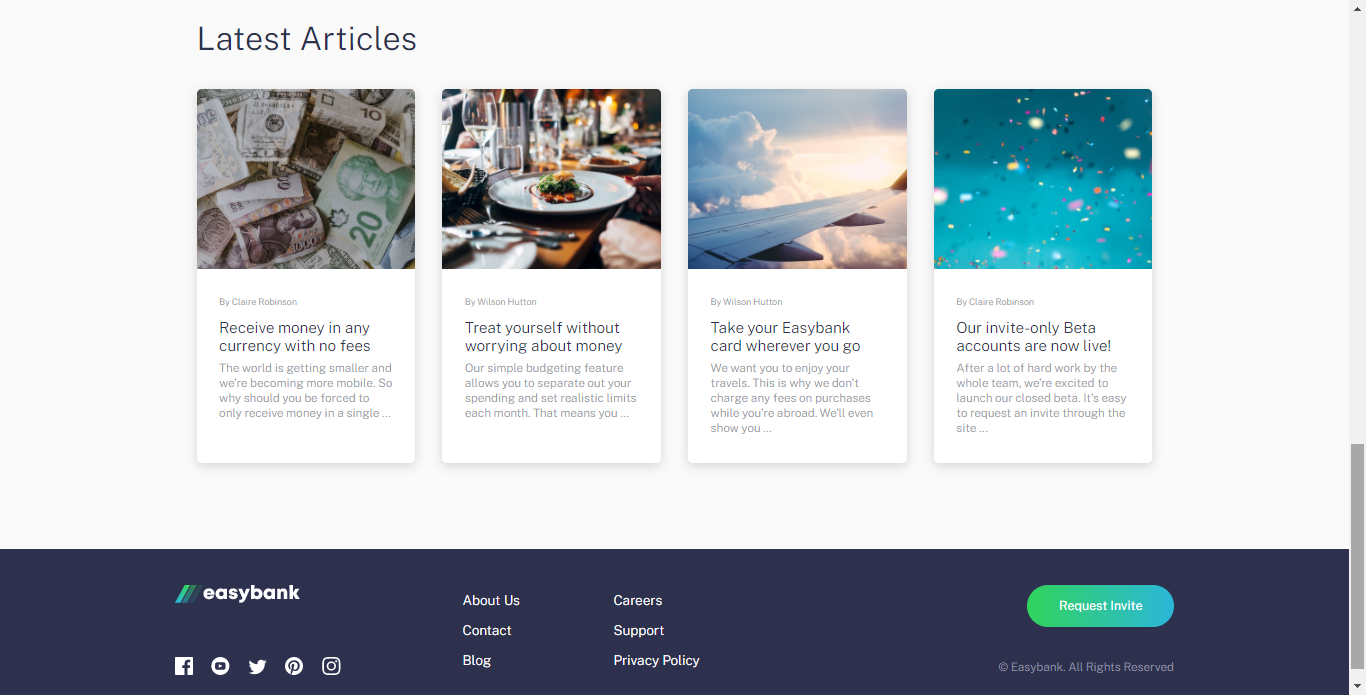 Latest Articles
By Claire Robinson
Receive money in any
currency with no fees
The world is getting smaller and
we're becoming more mobile. So
why should you be forced to
only receive money in a single ...
By Wilson Hutton
Treat yourself without
worrying about money
Our simple budgeting feature
allows you to separate out your
spending and set realistic limits
each month. That means you ...
By Wilson Hutton
Take your Easybank
card wherever you go
We want you to enjoy your
travels. This is why we don't
charge any fees on purchases
while you're abroad. We'll even
show you ...
By Claire Robinson
Our invite-only Beta
accounts are now live!
After a lot of hard work by the
whole team, we're excited to
launch our closed beta. It's easy
to request an invite through the
site ...
easybank
About Us
Contact
Blog
Careers
Support
Privacy Policy
Request Invite
© Easybank. All Rights Reserved